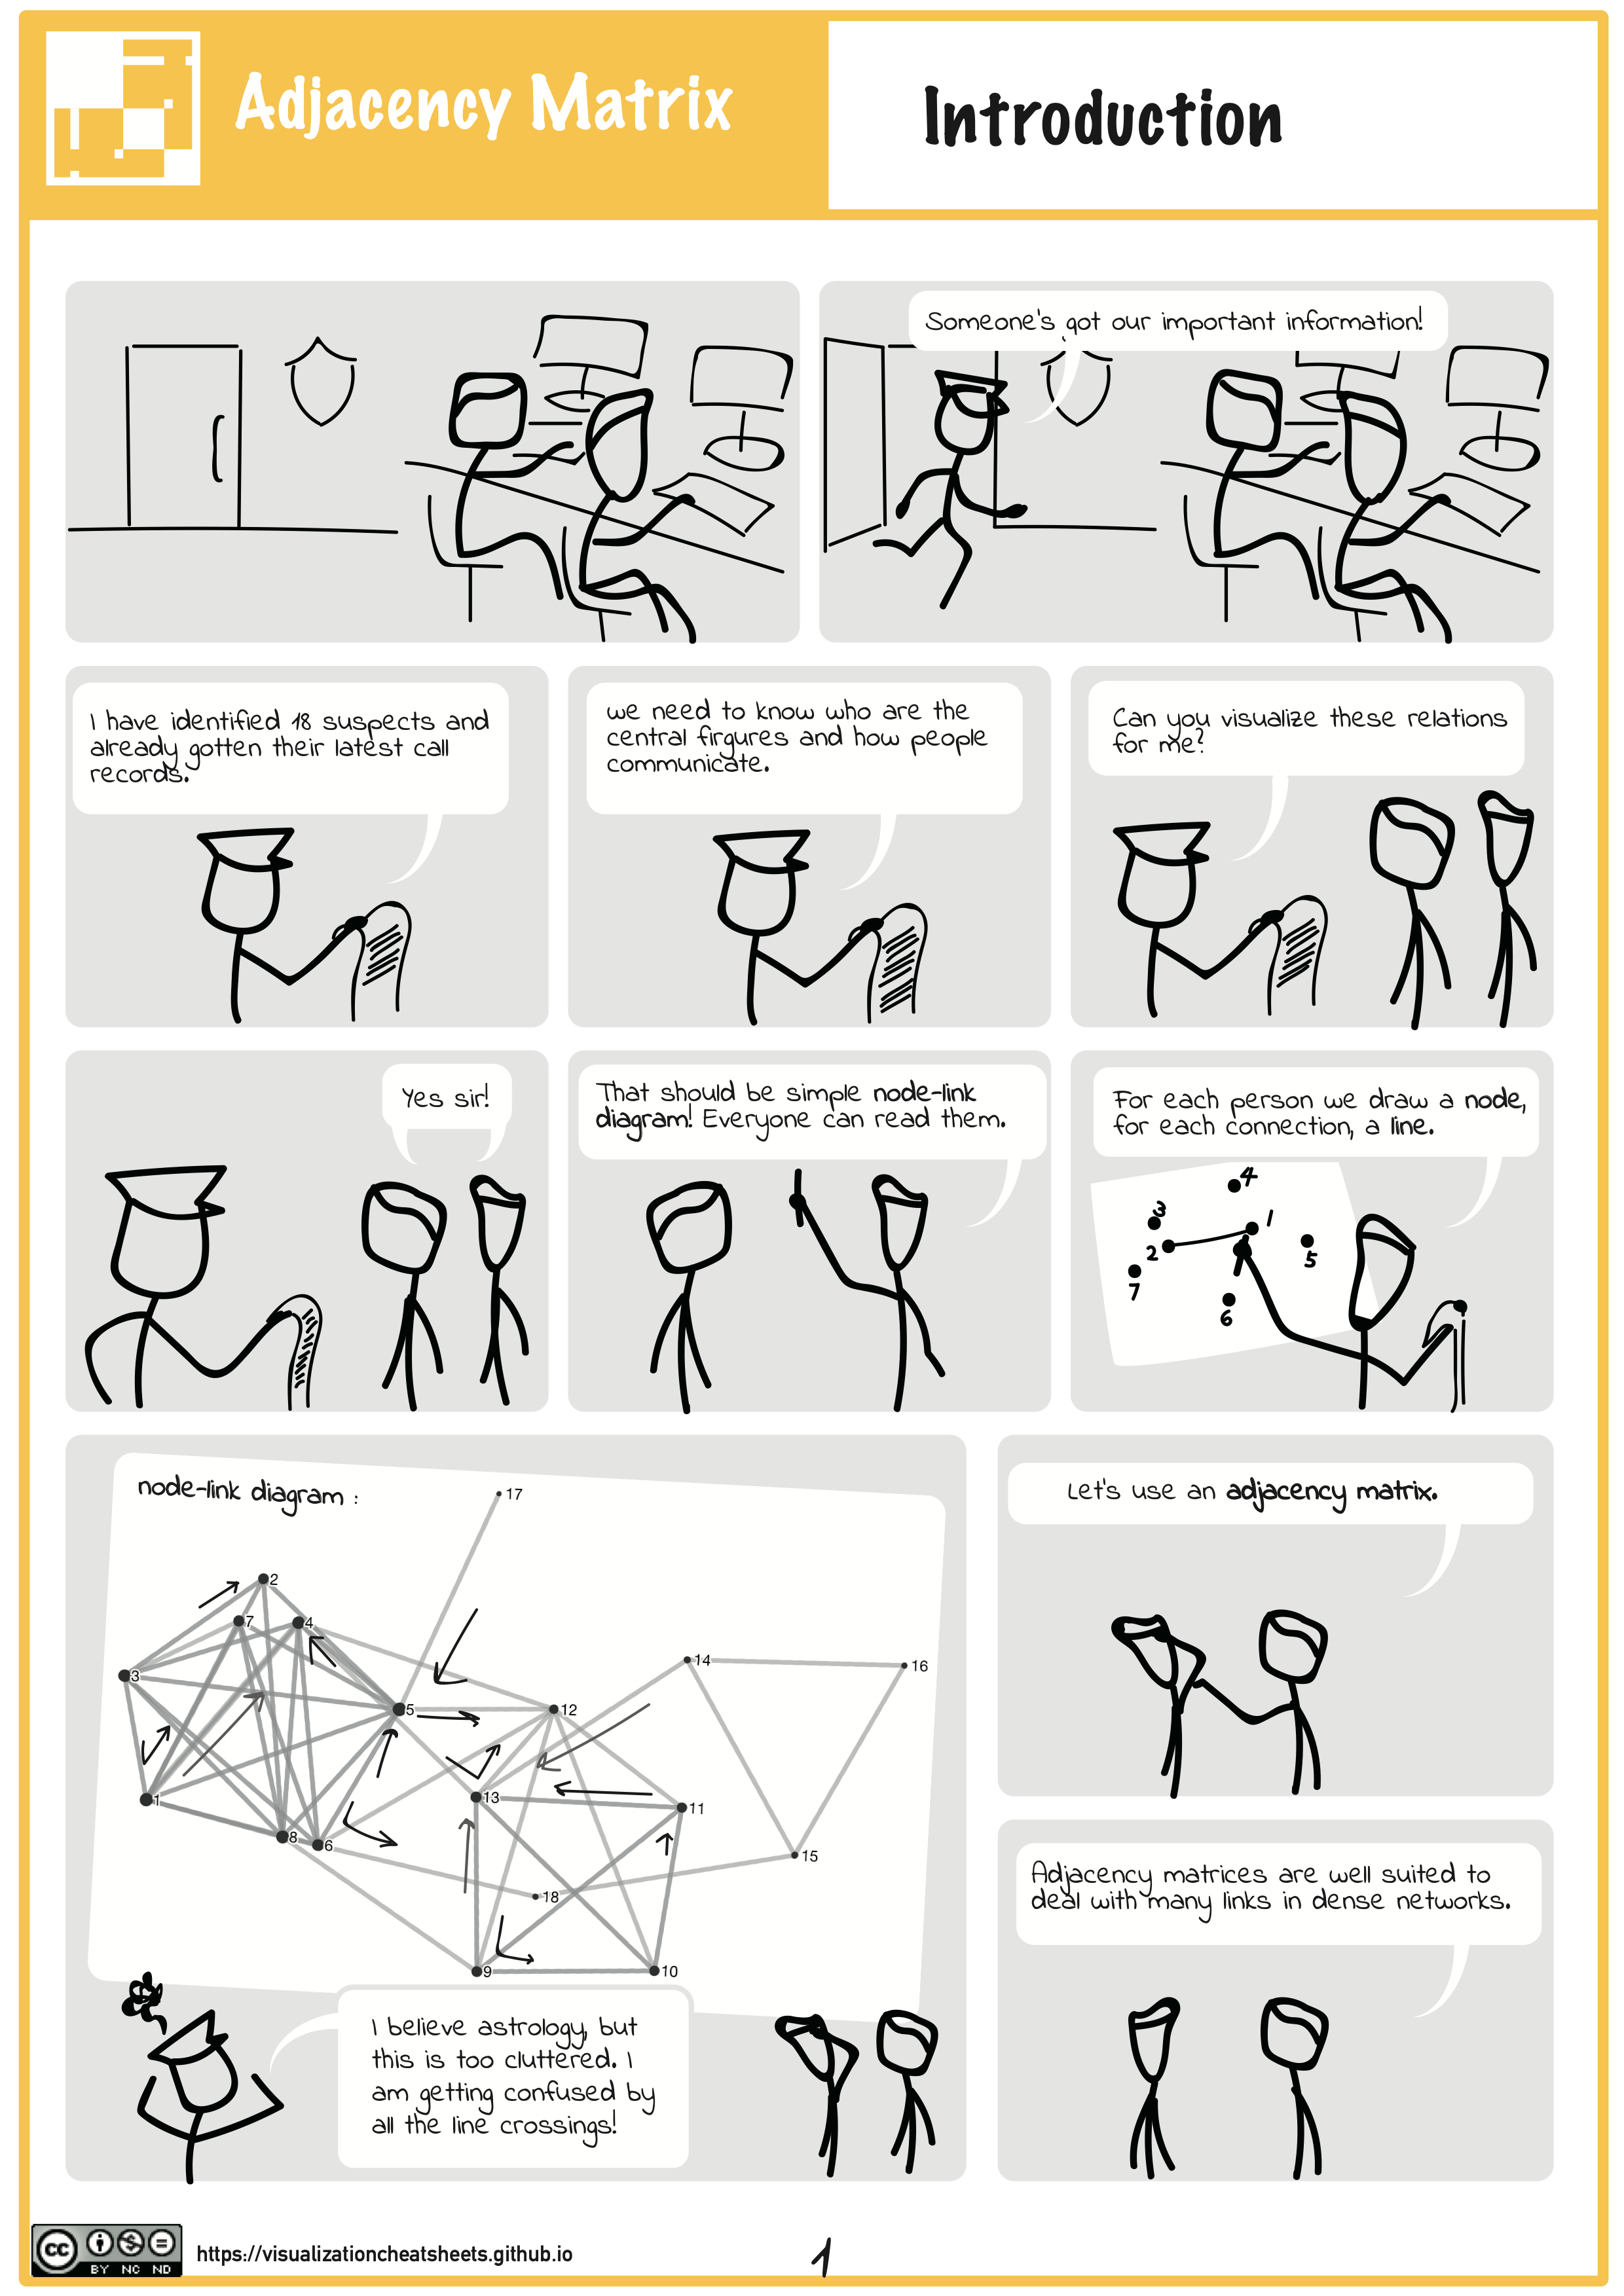 Adjacency Matrix
Introduction
Someone's got our important information!
I have identified 18 suspects and
already gotten their latest call
records.
we need to know who are the
central firgures and how people
communicate.
Can you visualize these relations
for me?
Yes sir!
That should be simple node-link
diagram! Everyone can read them.
For each person we draw a node,
for each connection, a line.
4
3
1
2
5
7
6
node-link diagram :
17
2
7
4
3
14
16
5
12
1
13
11
8
6
15
18
9
10
I believe astrology, but
this is too cluttered. I
am getting confused by
all the line crossings!
Let's use an adjacency matrix.
Adjacency matrices are well suited to
deal with many links in dense networks.
cc
BY NC ND
https://visualizationcheatsheets.github.io
1